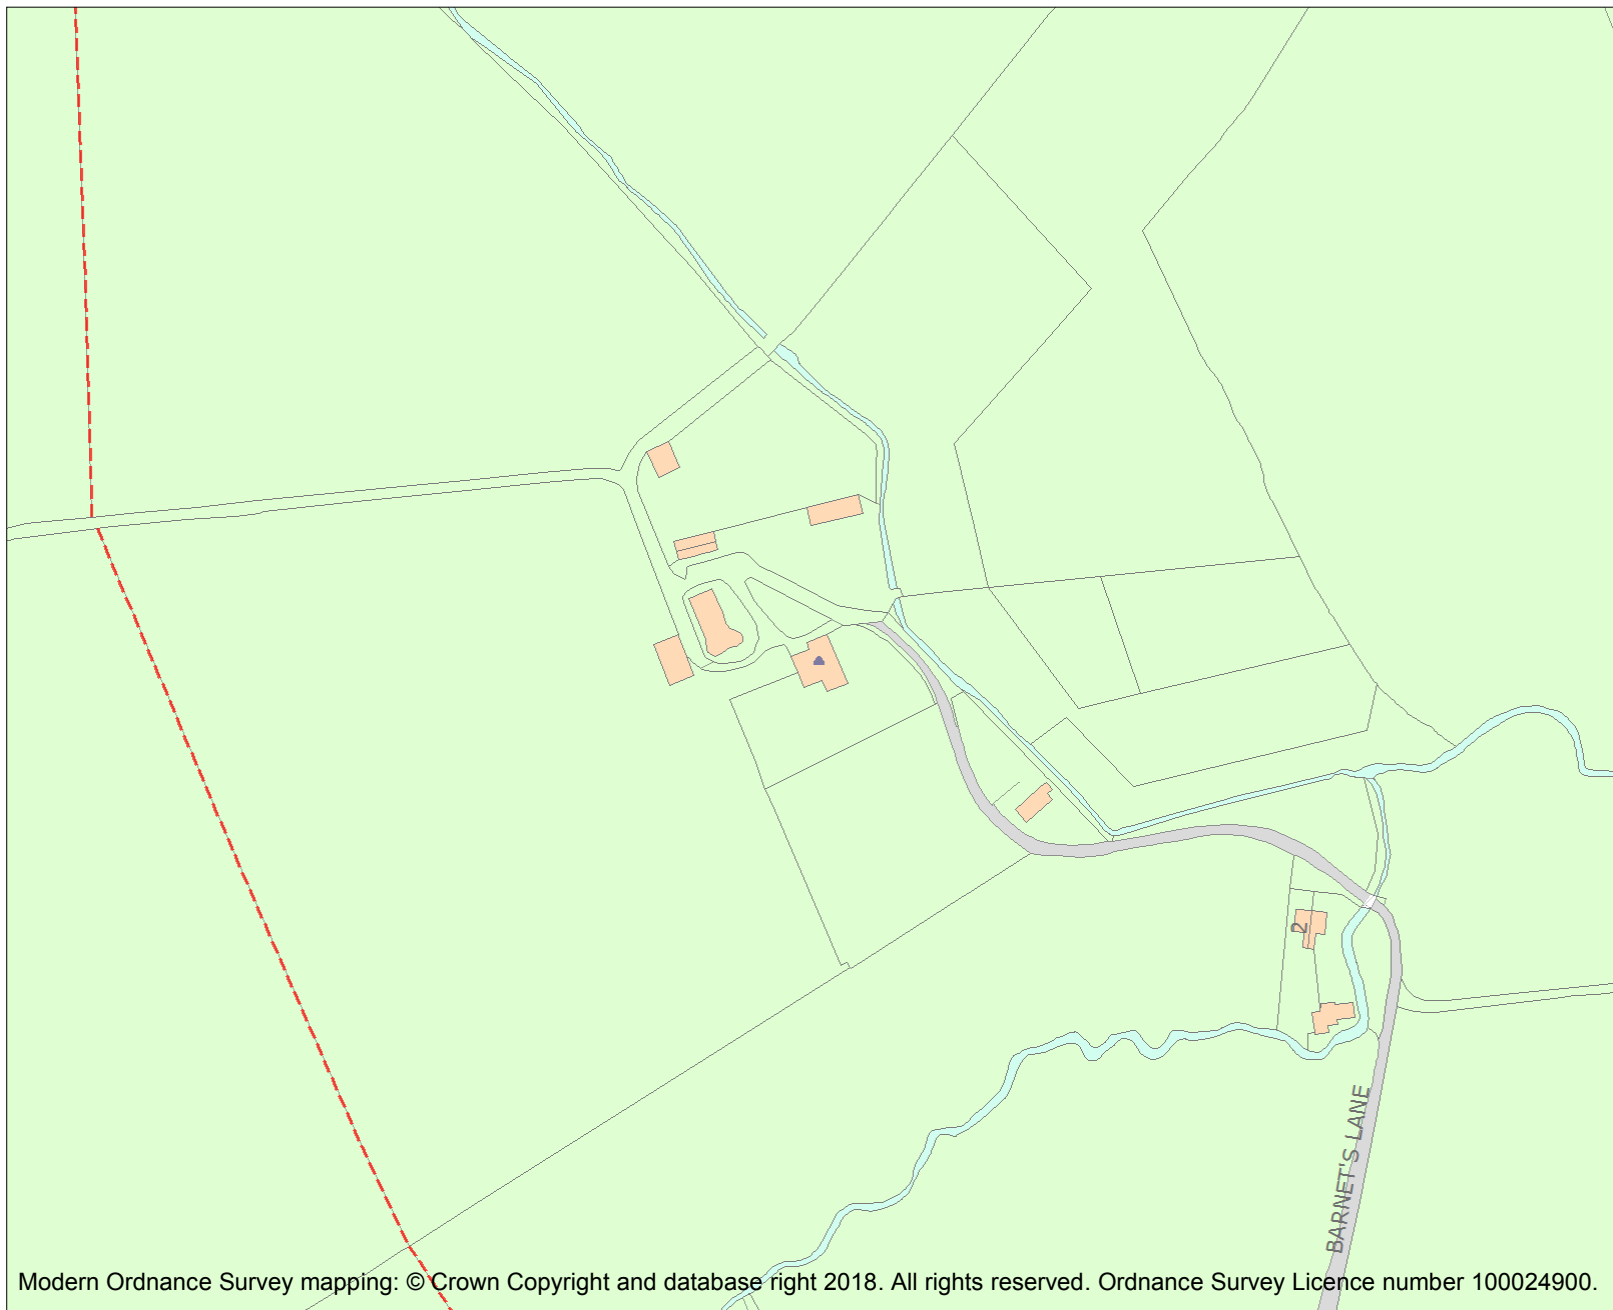 2
BARNET'S LANE
Modern Ordnance Survey mapping: © Crown Copyright and database right 2018. All rights reserved. Ordnance Survey Licence number 100024900.